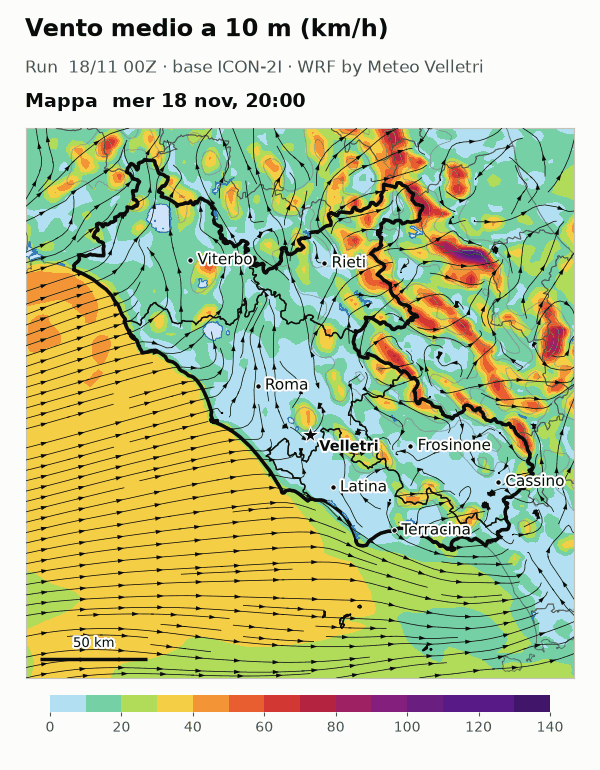 Vento medio a 10 m (km/h)
Run  18/11 00Z · base ICON-2I · WRF by Meteo Velletri
Mappa  mer 18 nov, 20:00
Viterbo
Rieti
Roma
Velletri
Frosinone
Latina
Cassino
Terracina
50 km
0 20 40 60 80 100 120 140